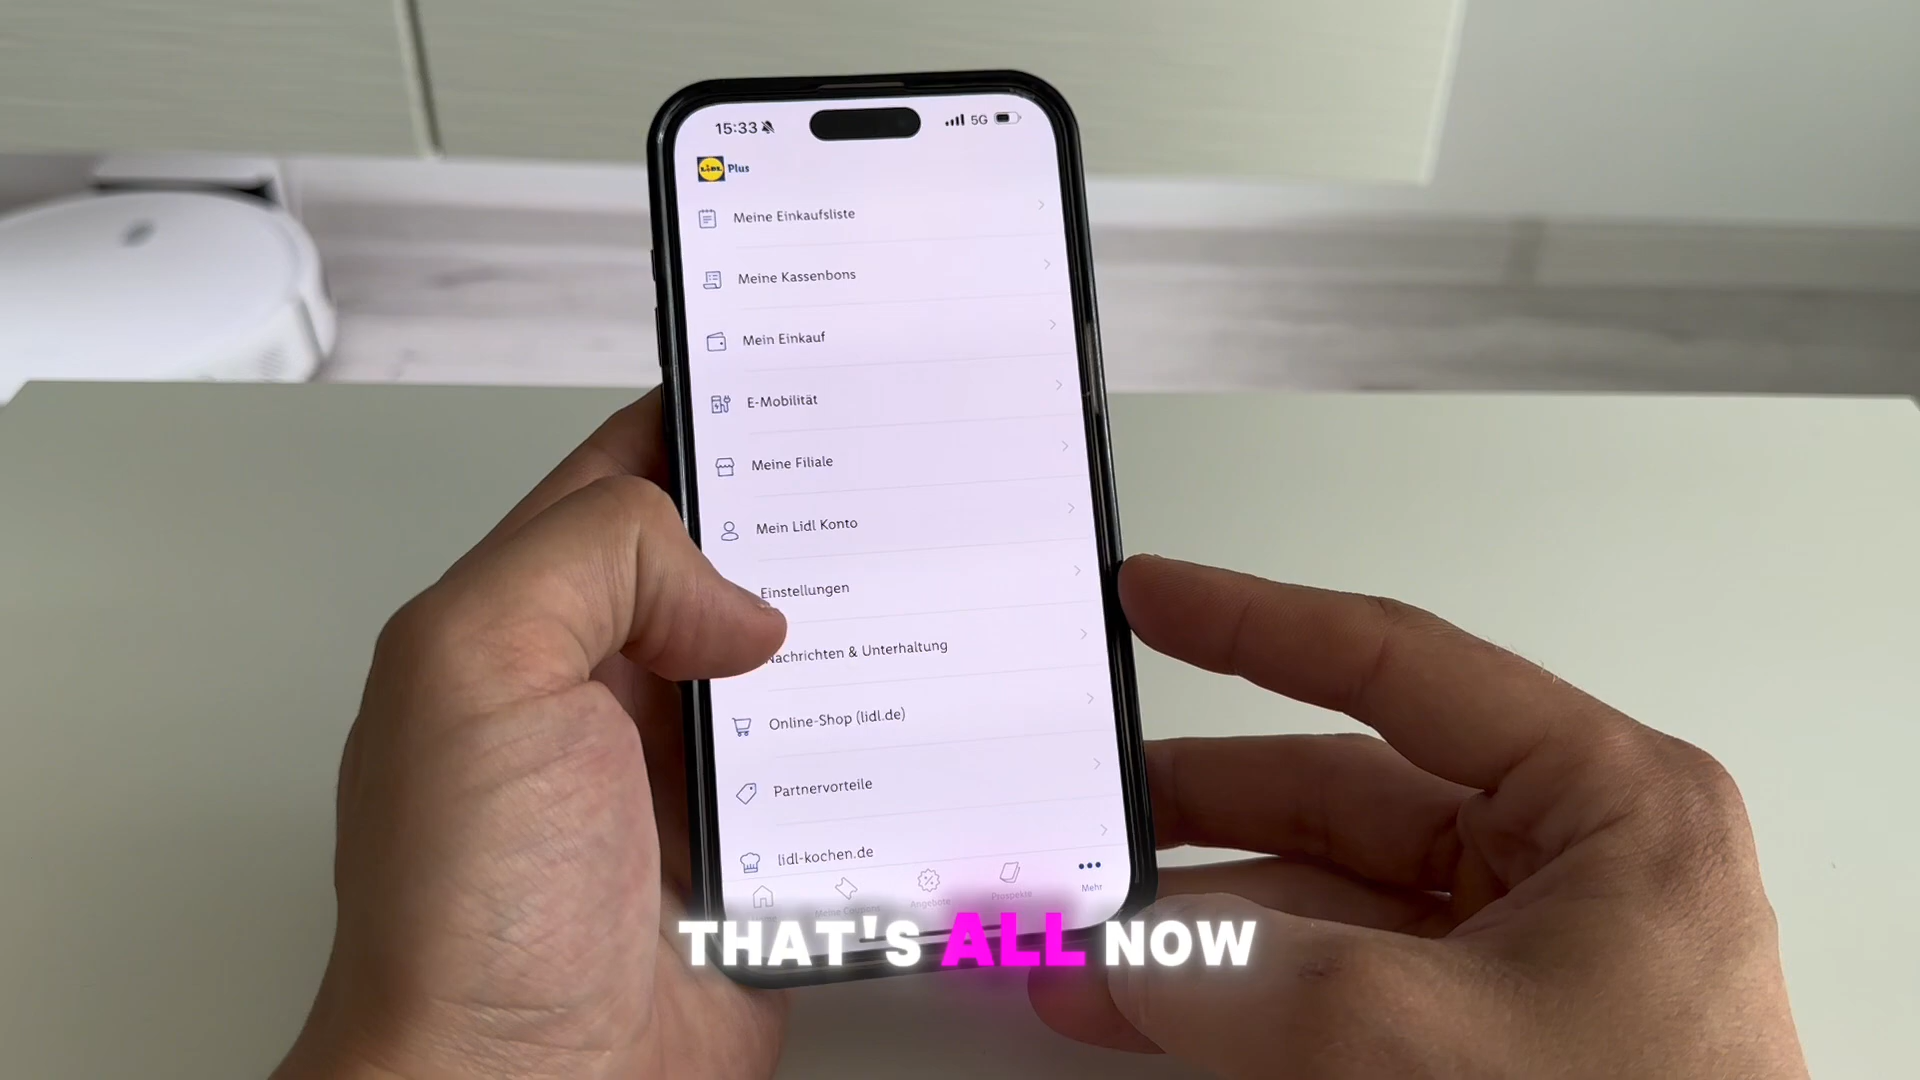 15:33
5G
LIDL Plus
Meine Einkaufsliste
Meine Kassenbons
Mein Einkauf
E-Mobilität
Meine Filiale
Mein Lidl Konto
Einstellungen
Nachrichten & Unterhaltung
Online-Shop (lidl.de)
Partnervorteile
lidl-kochen.de
Meine Coupons
Angebote
Prospekte
Mehr
THAT'S ALL NOW